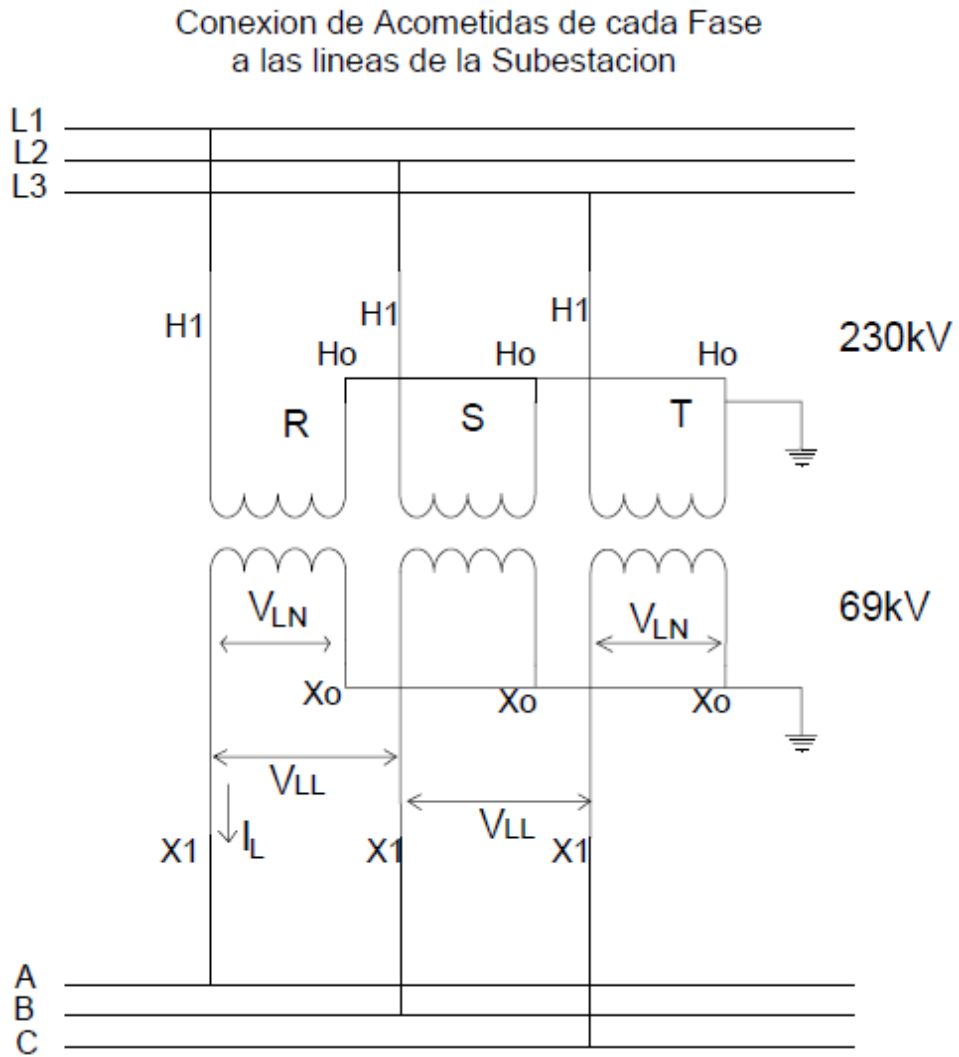 Conexion de Acometidas de cada Fase
a las lineas de la Subestacion
L1
L2
L3
H1
H1
H1
230kV
Ho
Ho
Ho
R
S
T
VLN
VLN
69kV
Xo
Xo
Xo
VLL
VLL
IL
X1
X1
X1
A
B
C